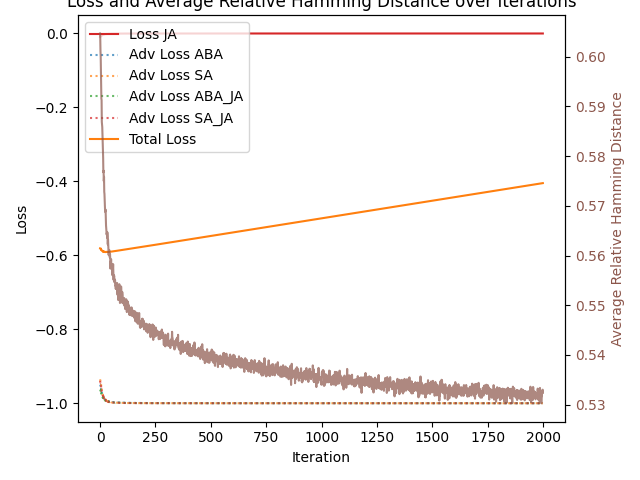 Loss and Average Relative Hamming Distance over Iterations
Loss JA
Adv Loss ABA
Adv Loss SA
Adv Loss ABA_JA
Adv Loss SA_JA
Total Loss
0.0
−0.2
−0.4
−0.6
−0.8
−1.0
Loss
0.60
0.59
0.58
0.57
0.56
0.55
0.54
0.53
Average Relative Hamming Distance
0 250 500 750 1000 1250 1500 1750 2000
Iteration